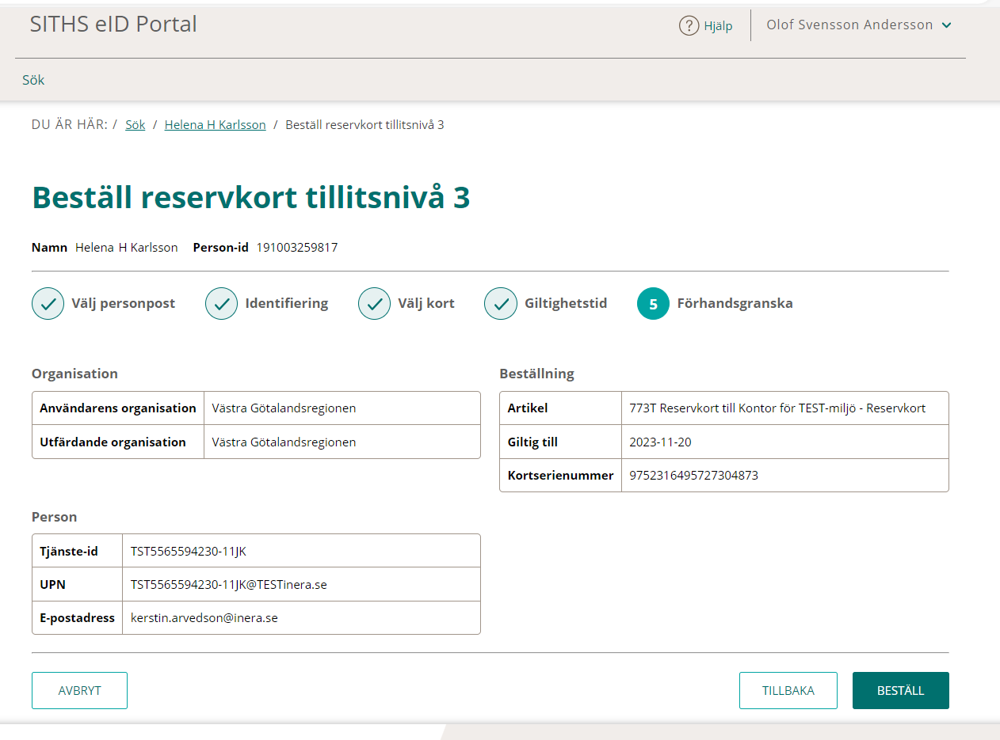 SITHS eID Portal
? Hjälp
Olof Svensson Andersson
Sök
DU ÄR HÄR: / Sök / Helena H Karlsson / Beställ reservkort tillitsnivå 3
Beställ reservkort tillitsnivå 3
Namn Helena H Karlsson Person-id 191003259817
Välj personpost Identifiering Välj kort Giltighetstid 5 Förhandsgranska
Organisation
Användarens organisation Västra Götalandsregionen
Utfärdande organisation Västra Götalandsregionen
Beställning
Artikel 773T Reservkort till Kontor för TEST-miljö - Reservkort
Giltig till 2023-11-20
Kortserienummer 9752316495727304873
Person
Tjänste-id TST5565594230-11JK
UPN TST5565594230-11JK@TESTinera.se
E-postadress kerstin.arvedson@inera.se
AVBRYT TILLBAKA BESTÄLL